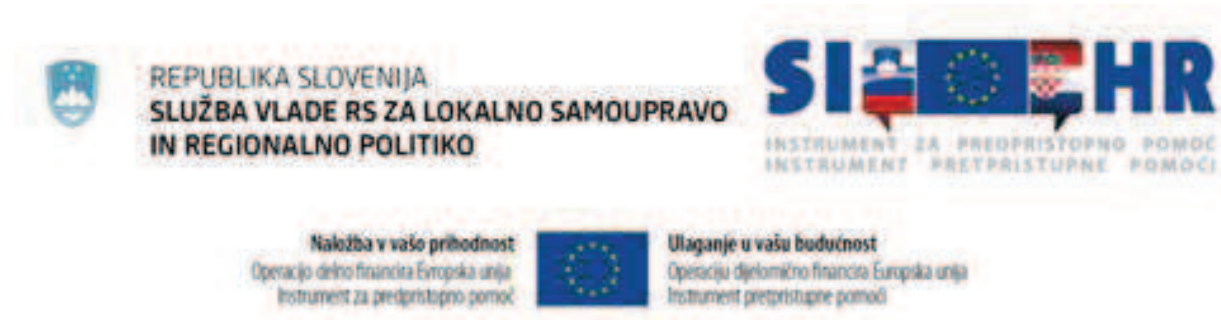 REPUBLIKA SLOVENIJA
SLUŽBA VLADE RS ZA LOKALNO SAMOUPRAVO
IN REGIONALNO POLITIKO
SI HR
INSTRUMENT ZA PREDPRISTOPNO POMOČ
INSTRUMENT PRETPRISTUPNE POMOĆI
Naložba v vašo prihodnost
Operacijo delno financira Evropska unija
Instrument za predpristopno pomoč
Ulaganje u vašu budućnost
Operaciju djelomično financira Europska unija
Instrument pretpristupne pomoći